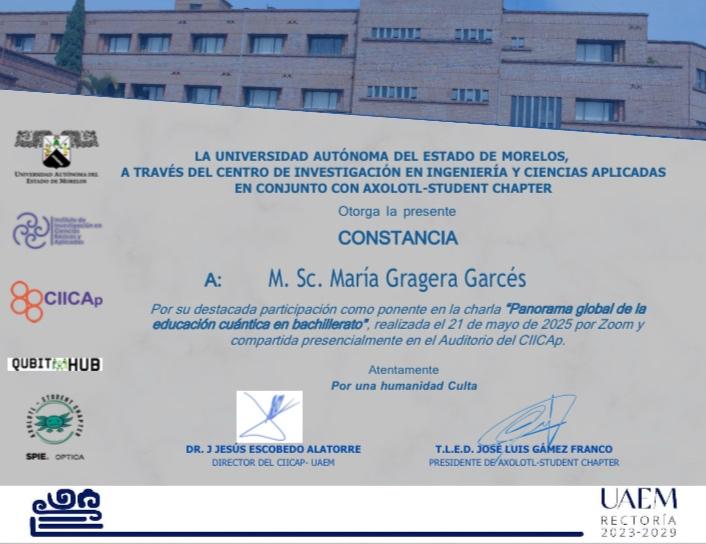 LA UNIVERSIDAD AUTÓNOMA DEL ESTADO DE MORELOS,
A TRAVÉS DEL CENTRO DE INVESTIGACIÓN EN INGENIERÍA Y CIENCIAS APLICADAS
EN CONJUNTO CON AXOLOTL-STUDENT CHAPTER
Otorga la presente
CONSTANCIA
A: M. Sc. María Gragera Garcés
Por su destacada participación como ponente en la charla "Panorama global de la
educación cuántica en bachillerato", realizada el 21 de mayo de 2025 por Zoom y
compartida presencialmente en el Auditorio del CIICAp.
Atentamente
Por una humanidad Culta
DR. J JESÚS ESCOBEDO ALATORRE
DIRECTOR DEL CIICAP- UAEM
T.L.E.D. JOSÉ LUIS GÁMEZ FRANCO
PRESIDENTE DE AXOLOTL-STUDENT CHAPTER
UNIVERSIDAD AUTÓNOMA DEL
ESTADO DE MORELOS
Instituto de
Investigación en
Ciencias
Básicas y
Aplicadas
CIICAp
QUBIT HUB
AXOLOTL - STUDENT CHAPTER
SPIE. OPTICA
UAEM
RECTORÍA
2023-2029